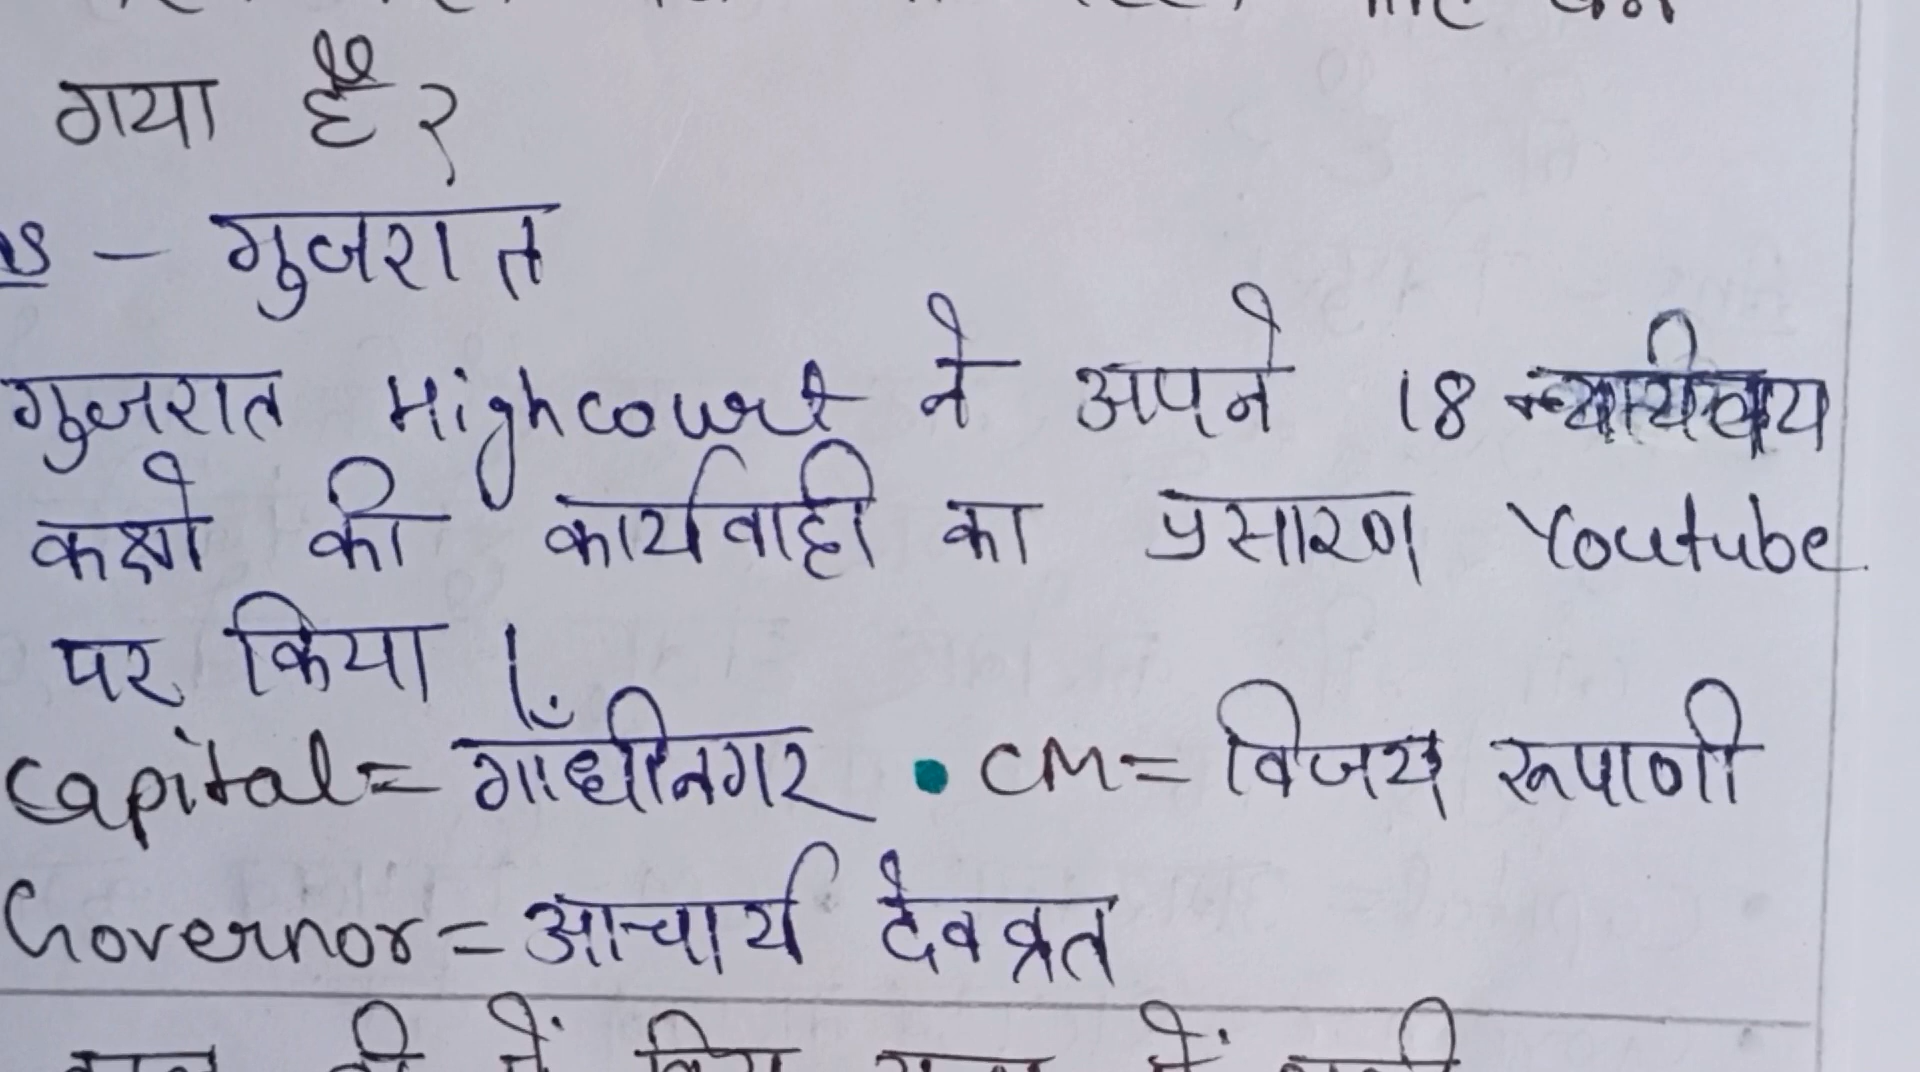 गया है?
s - गुजरात
गुजरात Highcourt ने अपने 18
कक्षो की कार्यवाही का प्रसारण Youtube
पर किया।
Capital = गाँधीनगर • CM = विजय रूपाणी
Governor = आचार्य देवव्रत